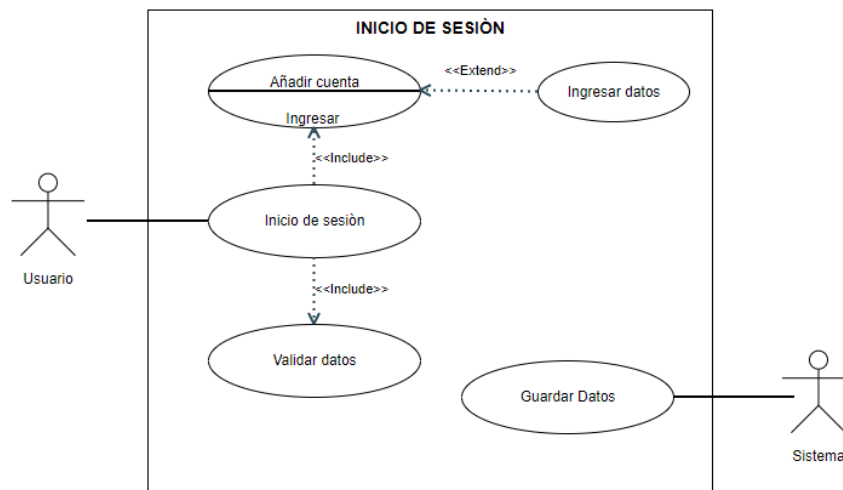 INICIO DE SESIÒN
Añadir cuenta
<<Extend>>
Ingresar datos
Ingresar
<<Include>>
Inicio de sesiòn
Usuario
<<Include>>
Validar datos
Guardar Datos
Sistema